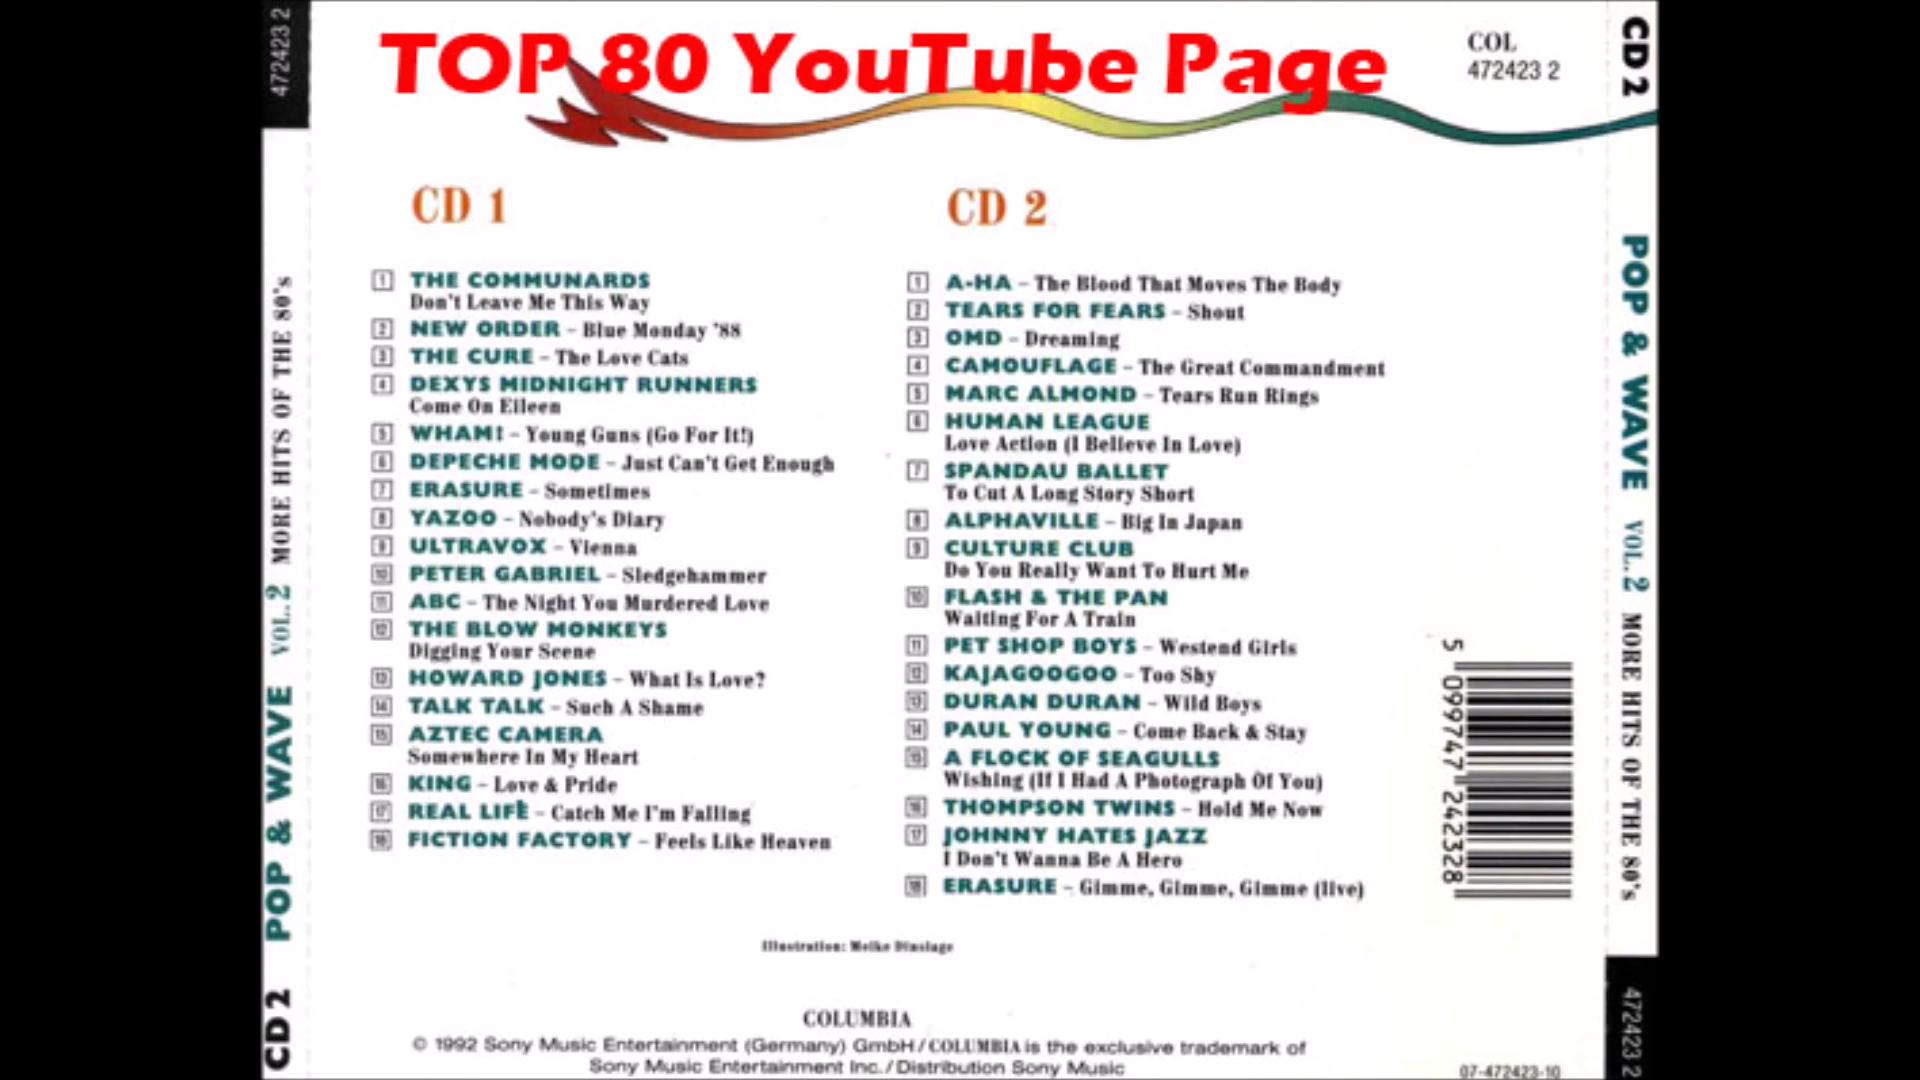 TOP 80 YouTube Page
COL
472423 2
472423 2
CD 2
CD 1
1 THE COMMUNARDS
Don't Leave Me This Way
2 NEW ORDER – Blue Monday '88
3 THE CURE – The Love Cats
4 DEXYS MIDNIGHT RUNNERS
Come On Eileen
5 WHAM! – Young Guns (Go For It!)
6 DEPECHE MODE – Just Can't Get Enough
7 ERASURE – Sometimes
8 YAZOO – Nobody's Diary
9 ULTRAVOX – Vienna
10 PETER GABRIEL – Sledgehammer
11 ABC – The Night You Murdered Love
12 THE BLOW MONKEYS
Digging Your Scene
13 HOWARD JONES – What Is Love?
14 TALK TALK – Such A Shame
15 AZTEC CAMERA
Somewhere In My Heart
16 KING – Love & Pride
17 REAL LIFE – Catch Me I'm Falling
18 FICTION FACTORY – Feels Like Heaven
CD 2
1 A-HA – The Blood That Moves The Body
2 TEARS FOR FEARS – Shout
3 OMD – Dreaming
4 CAMOUFLAGE – The Great Commandment
5 MARC ALMOND – Tears Run Rings
6 HUMAN LEAGUE
Love Action (I Believe In Love)
7 SPANDAU BALLET
To Cut A Long Story Short
8 ALPHAVILLE – Big In Japan
9 CULTURE CLUB
Do You Really Want To Hurt Me
10 FLASH & THE PAN
Waiting For A Train
11 PET SHOP BOYS – Westend Girls
12 KAJAGOOGOO – Too Shy
13 DURAN DURAN – Wild Boys
14 PAUL YOUNG – Come Back & Stay
15 A FLOCK OF SEAGULLS
Wishing (If I Had A Photograph Of You)
16 THOMPSON TWINS – Hold Me Now
17 JOHNNY HATES JAZZ
I Don't Wanna Be A Hero
18 ERASURE – Gimme, Gimme, Gimme (live)
5 099747 242328
Illustration: Meike Dinslage
COLUMBIA
© 1992 Sony Music Entertainment (Germany) GmbH/COLUMBIA is the exclusive trademark of
Sony Music Entertainment Inc./Distribution Sony Music
07-472423-10
CD 2 POP & WAVE VOL. 2 MORE HITS OF THE 80's
POP & WAVE VOL. 2 MORE HITS OF THE 80's
472423 2